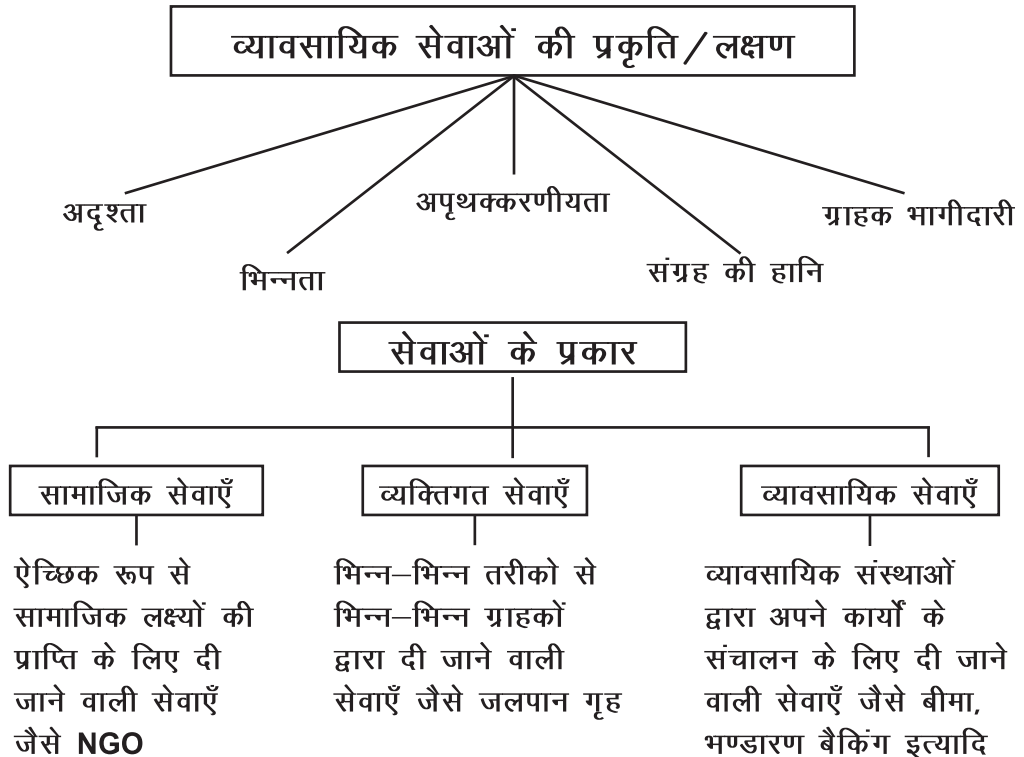 व्यावसायिक सेवाओं की प्रकृति/लक्षण
अदृश्ता
भिन्नता
अपृथक्करणीयता
संग्रह की हानि
ग्राहक भागीदारी
सेवाओं के प्रकार
सामाजिक सेवाएँ
ऐच्छिक रूप से
सामाजिक लक्ष्यों की
प्राप्ति के लिए दी
जाने वाली सेवाएँ
जैसे NGO
व्यक्तिगत सेवाएँ
भिन्न–भिन्न तरीको से
भिन्न–भिन्न ग्राहकों
द्वारा दी जाने वाली
सेवाएँ जैसे जलपान गृह
व्यावसायिक सेवाएँ
व्यावसायिक संस्थाओं
द्वारा अपने कार्यों के
संचालन के लिए दी जाने
वाली सेवाएँ जैसे बीमा,
भण्डारण बैकिंग इत्यादि